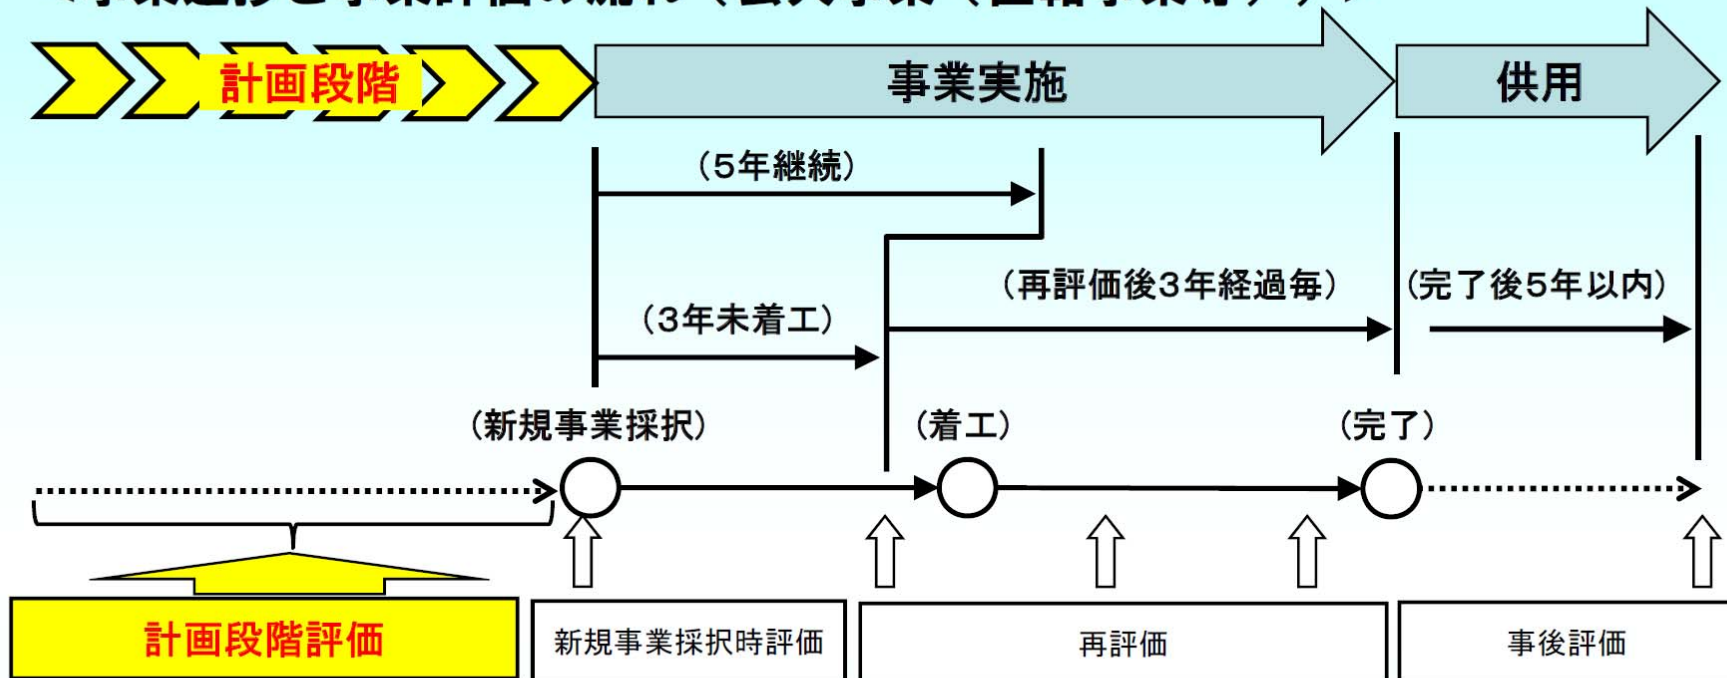 計画段階
事業実施
供用
(5年継続)
(再評価後3年経過毎)
(完了後5年以内)
(3年未着工)
(新規事業採択)
(着工)
(完了)
計画段階評価
新規事業採択時評価
再評価
事後評価